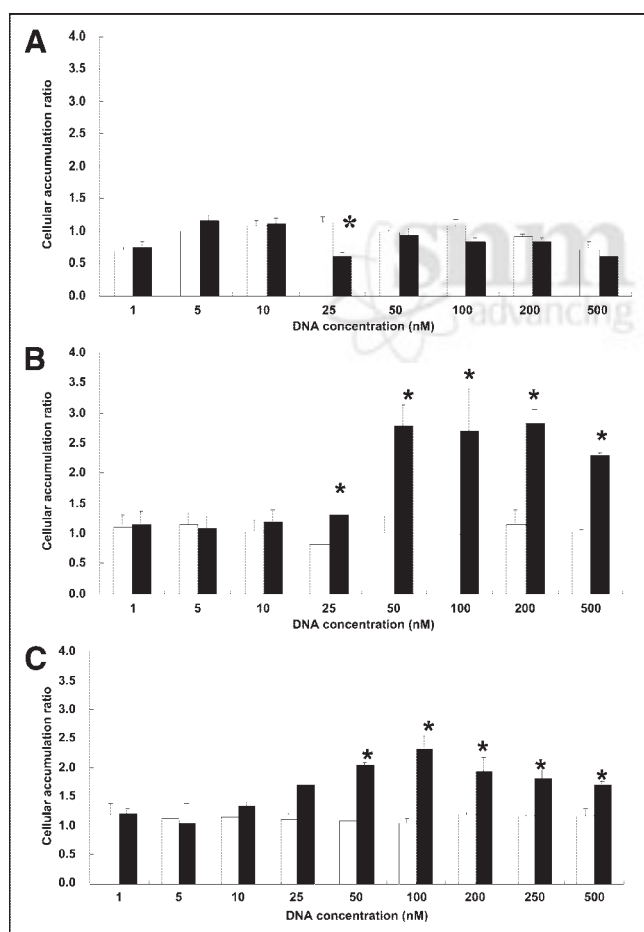 A
Cellular accumulation ratio
4.0
3.5
3.0
2.5
2.0
1.5
1.0
0.5
0.0
*
1 5 10 25 50 100 200 500
DNA concentration (nM)
snm
advancing
B
Cellular accumulation ratio
4.0
3.5
3.0
2.5
2.0
1.5
1.0
0.5
0.0
* * * * *
1 5 10 25 50 100 200 500
DNA concentration (nM)
C
Cellular accumulation ratio
4.0
3.5
3.0
2.5
2.0
1.5
1.0
0.5
0.0
* * * * *
1 5 10 25 50 100 200 250 500
DNA concentration (nM)